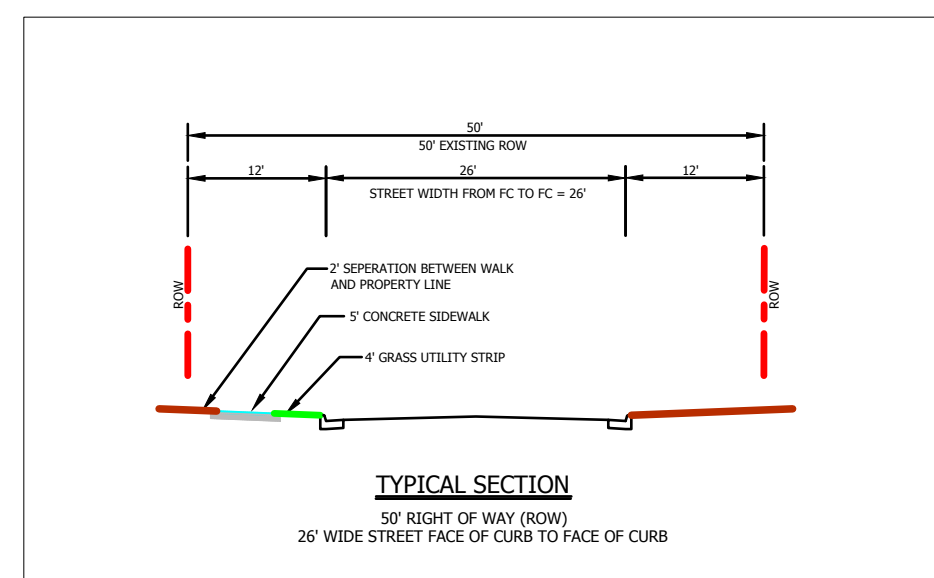 50'
50' EXISTING ROW
12'
26'
12'
STREET WIDTH FROM FC TO FC = 26'
ROW
ROW
2' SEPERATION BETWEEN WALK
AND PROPERTY LINE
5' CONCRETE SIDEWALK
4' GRASS UTILITY STRIP
TYPICAL SECTION
50' RIGHT OF WAY (ROW)
26' WIDE STREET FACE OF CURB TO FACE OF CURB